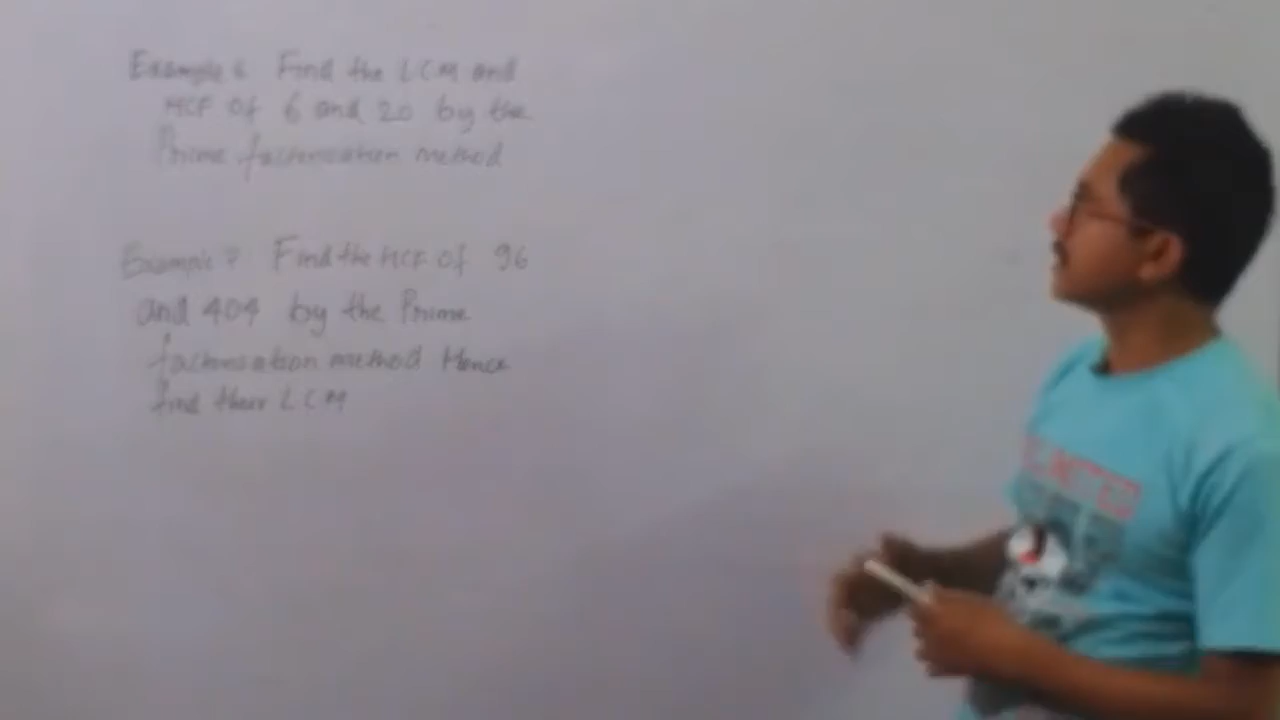 Example 6 Find the LCM and
HCF Of 6 and 20 by the
Prime factorisation method
Example 7 Find the HCF Of 96
and 404 by the Prime
factorisation method Hence
find their LCM